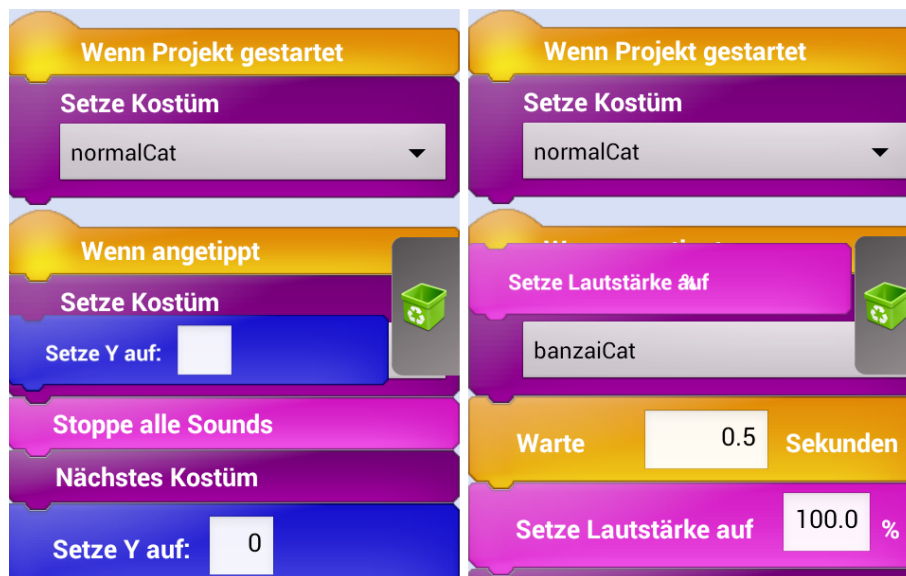 Wenn Projekt gestartet
Setze Kostüm
normalCat
Wenn angetippt
Setze Kostüm
Setze Y auf:
Stoppe alle Sounds
Nächstes Kostüm
Setze Y auf: 0
Wenn Projekt gestartet
Setze Kostüm
normalCat
Setze Lautstärke auf
banzaiCat
Warte 0.5 Sekunden
Setze Lautstärke auf 100.0 %